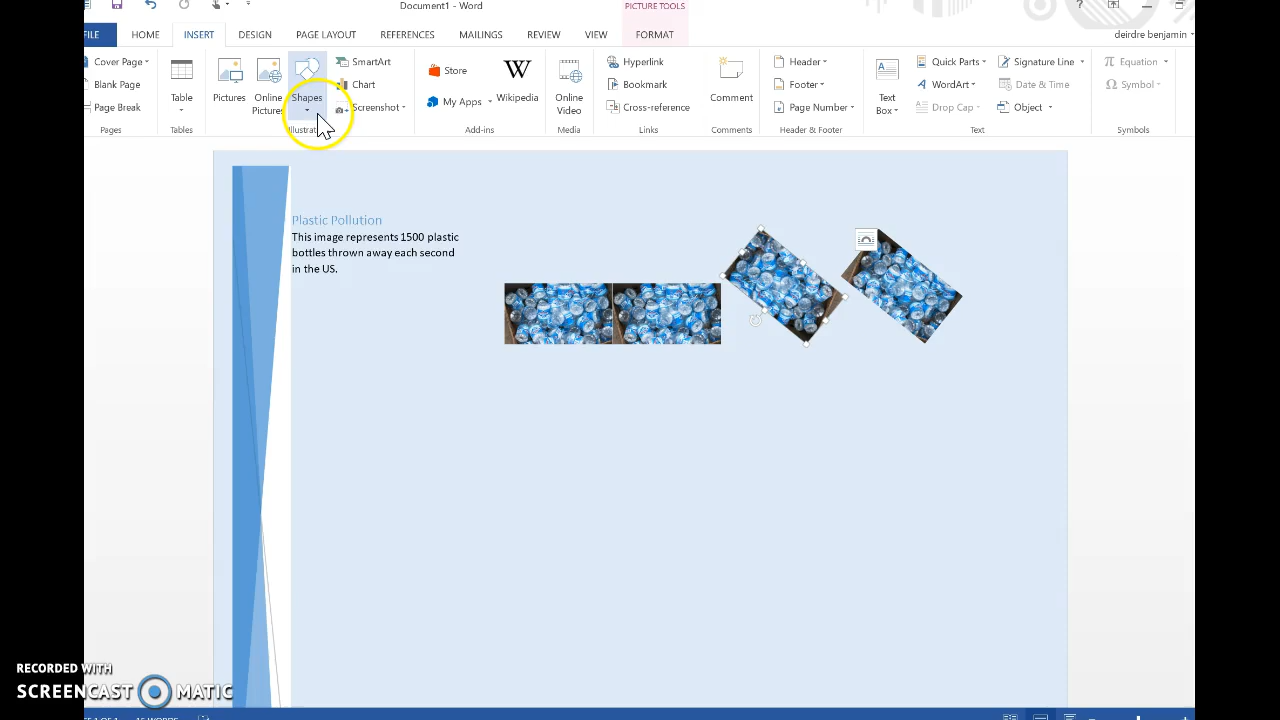 Document1 - Word
PICTURE TOOLS
?
FILE
HOME
INSERT
DESIGN
PAGE LAYOUT
REFERENCES
MAILINGS
REVIEW
VIEW
FORMAT
deirdre benjamin
Cover Page
Blank Page
Page Break
Pages
Table
Tables
Pictures
Online
Pictures
Shapes
SmartArt
Chart
Screenshot
Store
My Apps
W
Wikipedia
Add-ins
Online
Video
Media
Hyperlink
Bookmark
Cross-reference
Links
Comment
Comments
Header
Footer
Page Number
Header & Footer
Text
Box
Quick Parts
WordArt
Drop Cap
Signature Line
Date & Time
Object
Text
Equation
Symbol
Symbols
Plastic Pollution
This image represents 1500 plastic
bottles thrown away each second
in the US.
RECORDED WITH
SCREENCAST MATIC